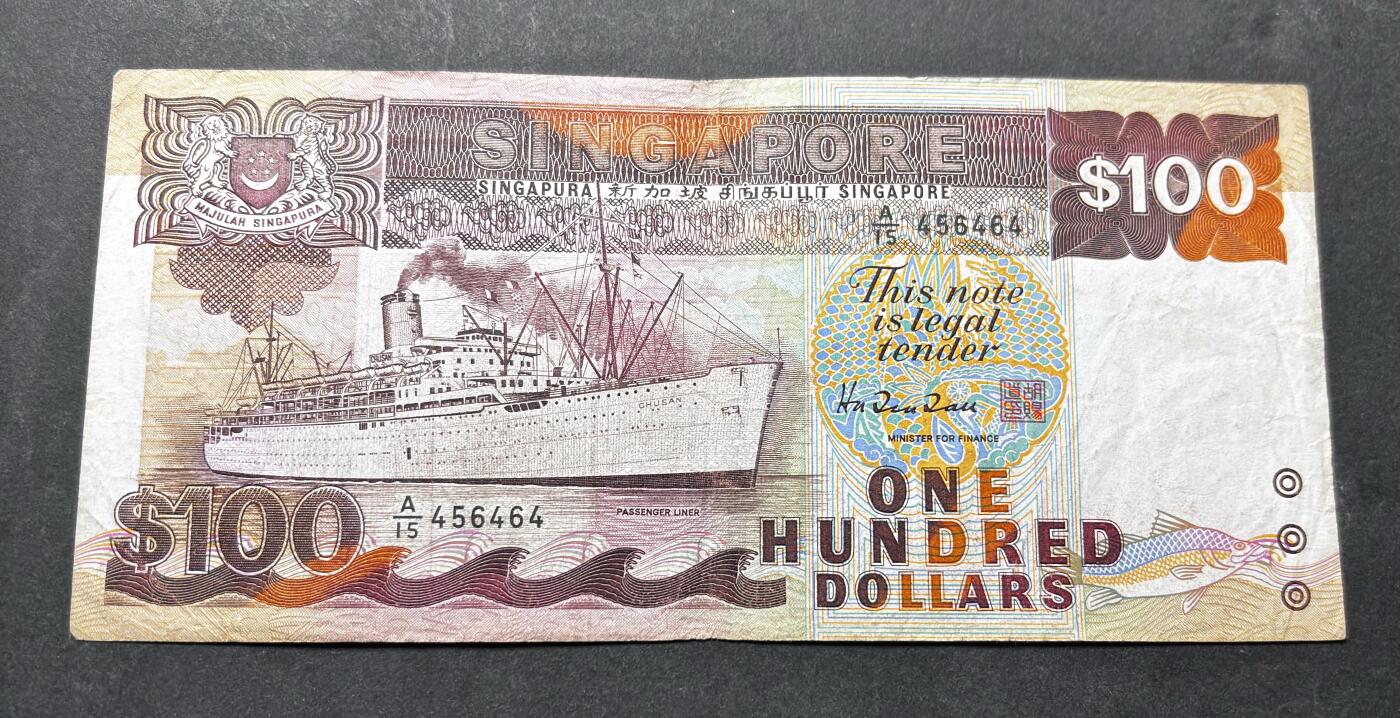 SINGAPORE
$100
MAJULAH SINGAPURA
SINGAPURA 新加坡 சிங்கப்பூர் SINGAPORE
A/15 456464
This note
is legal
tender
CHUSAN
CHUSAN
MINISTER FOR FINANCE
ONE
HUNDRED
DOLLARS
$100
A/15 456464
PASSENGER LINER